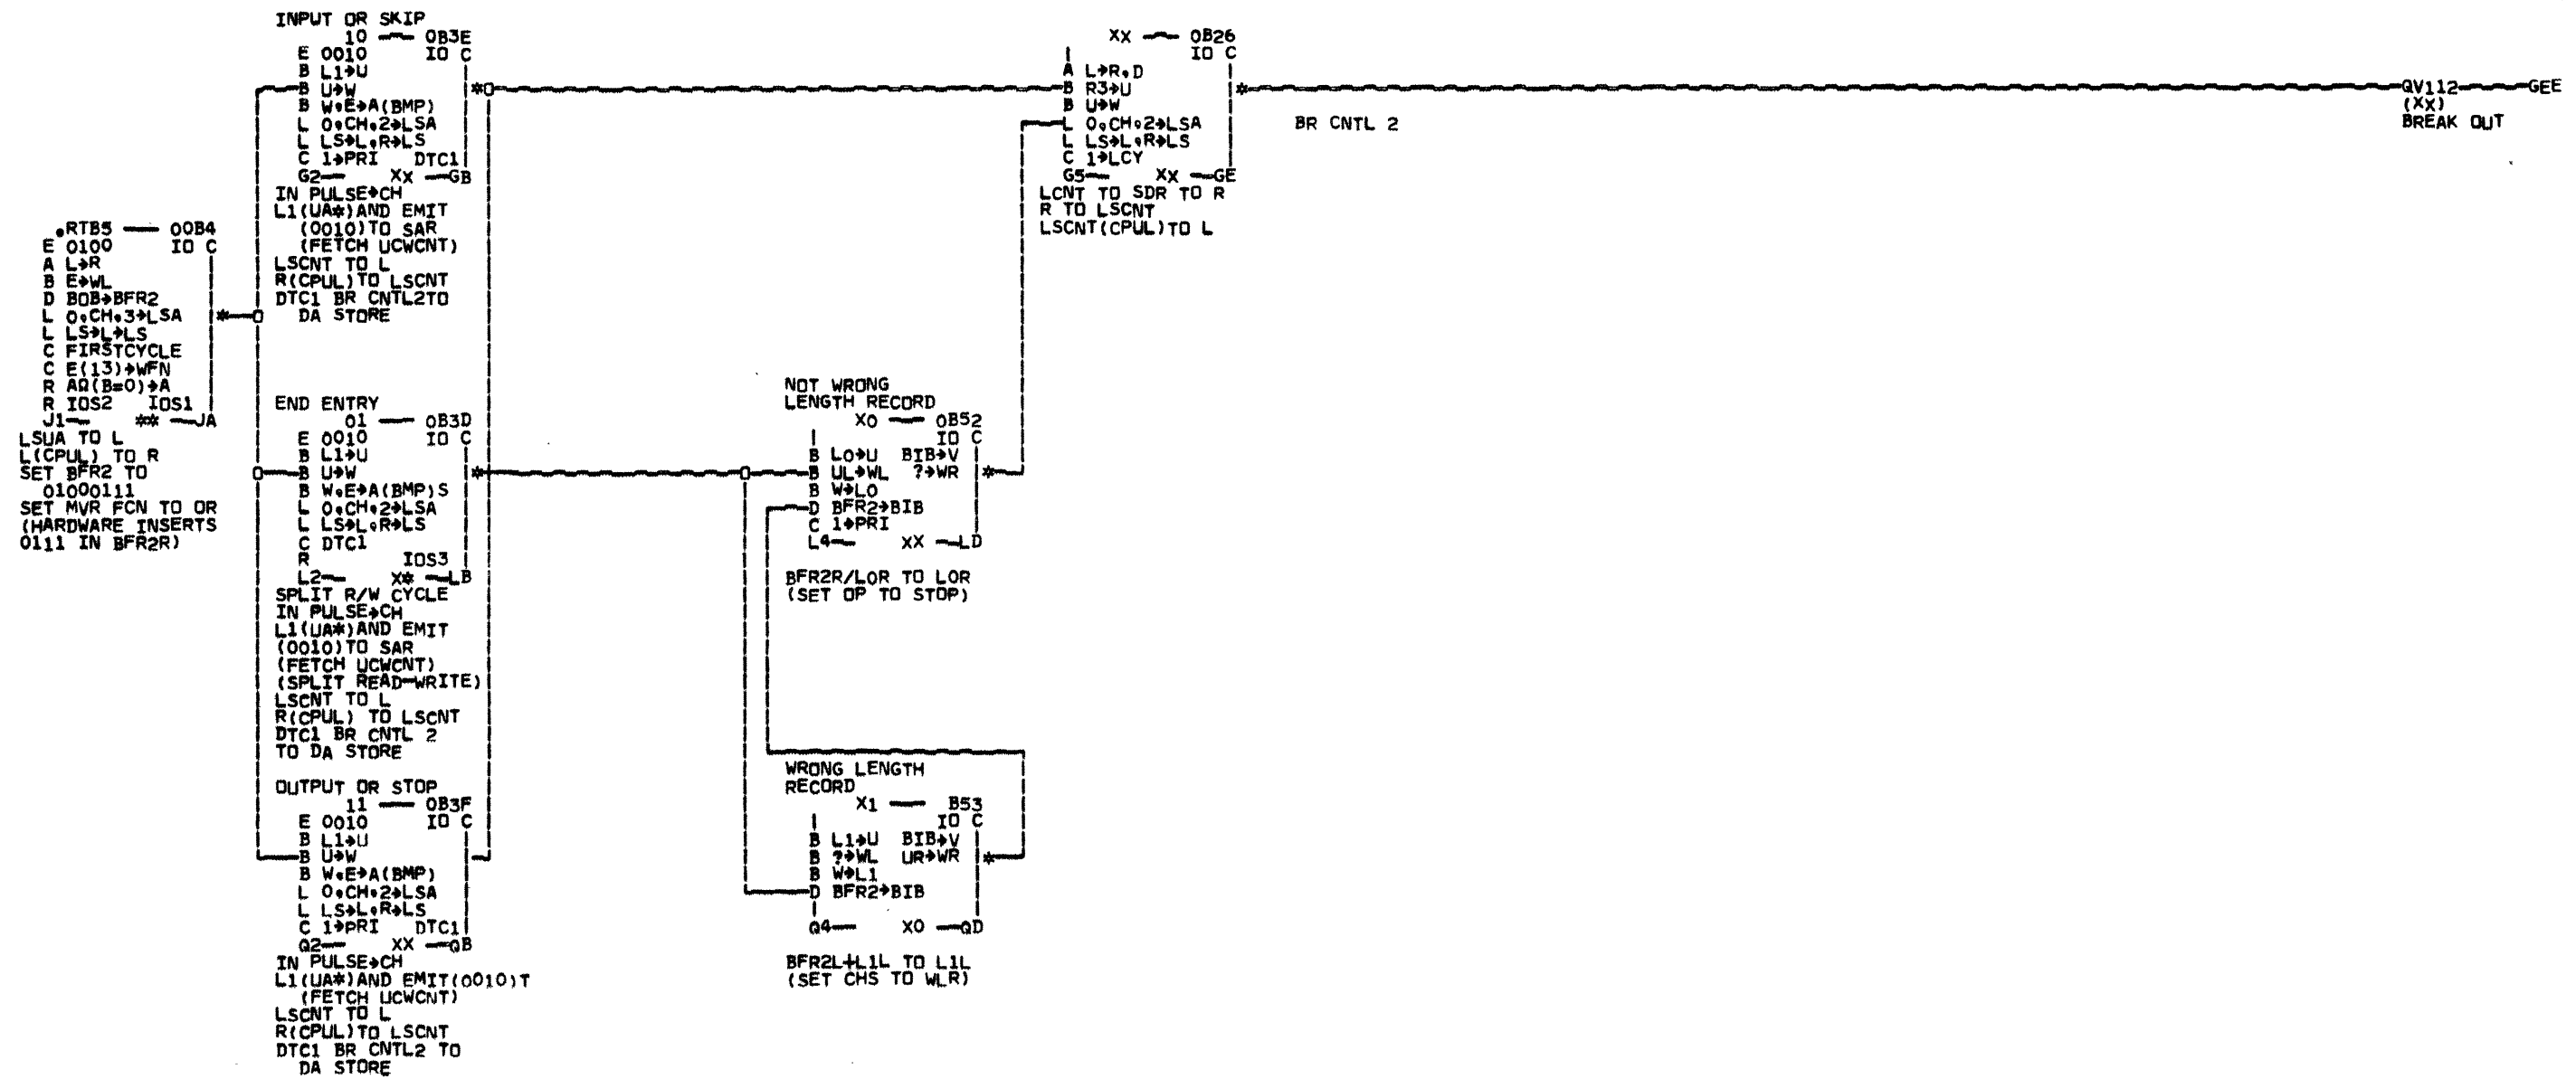 .RTB5 — 00B4
E 0100 IO C
A L→R
B E→WL
D BOB→BFR2
L 0,CH,3→LSA
L LS→L→LS
C FIRSTCYCLE
C E(13)→WFN
R AΩ(B=0)→A
R IOS2 IOS1
J1— ** —JA
LSUA TO L
L(CPUL) TO R
SET BFR2 TO
01000111
SET MVR FCN TO OR
(HARDWARE INSERTS
0111 IN BFR2R)
INPUT OR SKIP
10 — 0B3E
E 0010 IO C
B L1→U
B U→W
B W,E→A(BMP)
L 0,CH,2→LSA
L LS→L,R→LS
C 1→PRI DTC1
G2— XX —GB
IN PULSE→CH
L1(UA*)AND EMIT
(0010)TO SAR
(FETCH UCWCNT)
LSCNT TO L
R(CPUL)TO LSCNT
DTC1 BR CNTL2TO
DA STORE
END ENTRY
01 — 0B3D
E 0010 IO C
B L1→U
B U→W
B W,E→A(BMP)S
L 0,CH,2→LSA
L LS→L,R→LS
C DTC1
R IOS3
L2— X* —LB
SPLIT R/W CYCLE
IN PULSE→CH
L1(UA*)AND EMIT
(0010)TO SAR
(FETCH UCWCNT)
(SPLIT READ-WRITE)
LSCNT TO L
R(CPUL) TO LSCNT
DTC1 BR CNTL 2
TO DA STORE
OUTPUT OR STOP
11 — 0B3F
E 0010 IO C
B L1→U
B U→W
B W,E→A(BMP)
L 0,CH,2→LSA
L LS→L,R→LS
C 1→PRI DTC1
Q2— XX —QB
IN PULSE→CH
L1(UA*)AND EMIT(0010)T
(FETCH UCWCNT)
LSCNT TO L
R(CPUL)TO LSCNT
DTC1 BR CNTL2 TO
DA STORE
NOT WRONG
LENGTH RECORD
X0 — 0B52
IO C
B L0→U BIB→V
B UL→WL ?→WR
B W→L0
D BFR2→BIB
C 1→PRI
L4— XX —LD
BFR2R/LOR TO LOR
(SET OP TO STOP)
WRONG LENGTH
RECORD
X1 — B53
IO C
B L1→U BIB→V
B ?→WL UR→WR
B W→L1
D BFR2→BIB
Q4— X0 —QD
BFR2L+L1L TO L1L
(SET CHS TO WLR)
XX — 0B26
IO C
A L→R,D
B R3→U
B U→W
L 0,CH,2→LSA
L LS→L,R→LS
C 1→LCY
G5— XX —GE
LCNT TO SDR TO R
R TO LSCNT
LSCNT(CPUL)TO L
BR CNTL 2
QV112—GEE
(XX)
BREAK OUT